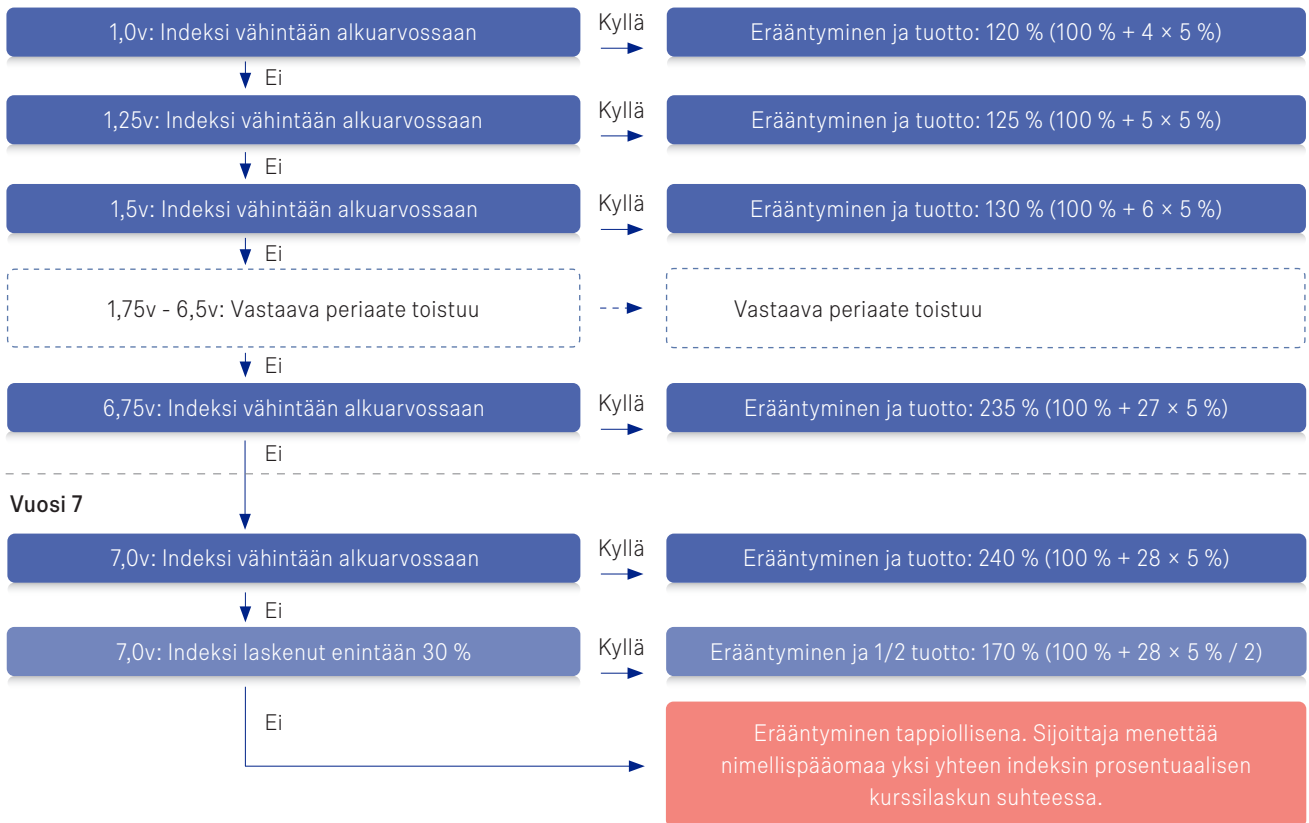 1,0v: Indeksi vähintään alkuarvossaan
Kyllä
Erääntyminen ja tuotto: 120 % (100 % + 4 × 5 %)
Ei
1,25v: Indeksi vähintään alkuarvossaan
Kyllä
Erääntyminen ja tuotto: 125 % (100 % + 5 × 5 %)
Ei
1,5v: Indeksi vähintään alkuarvossaan
Kyllä
Erääntyminen ja tuotto: 130 % (100 % + 6 × 5 %)
Ei
1,75v - 6,5v: Vastaava periaate toistuu
Vastaava periaate toistuu
Ei
6,75v: Indeksi vähintään alkuarvossaan
Kyllä
Erääntyminen ja tuotto: 235 % (100 % + 27 × 5 %)
Ei
Vuosi 7
7,0v: Indeksi vähintään alkuarvossaan
Kyllä
Erääntyminen ja tuotto: 240 % (100 % + 28 × 5 %)
Ei
7,0v: Indeksi laskenut enintään 30 %
Kyllä
Erääntyminen ja 1/2 tuotto: 170 % (100 % + 28 × 5 % / 2)
Ei
Erääntyminen tappiollisena. Sijoittaja menettää
nimellispääomaa yksi yhteen indeksin prosentuaalisen
kurssilaskun suhteessa.